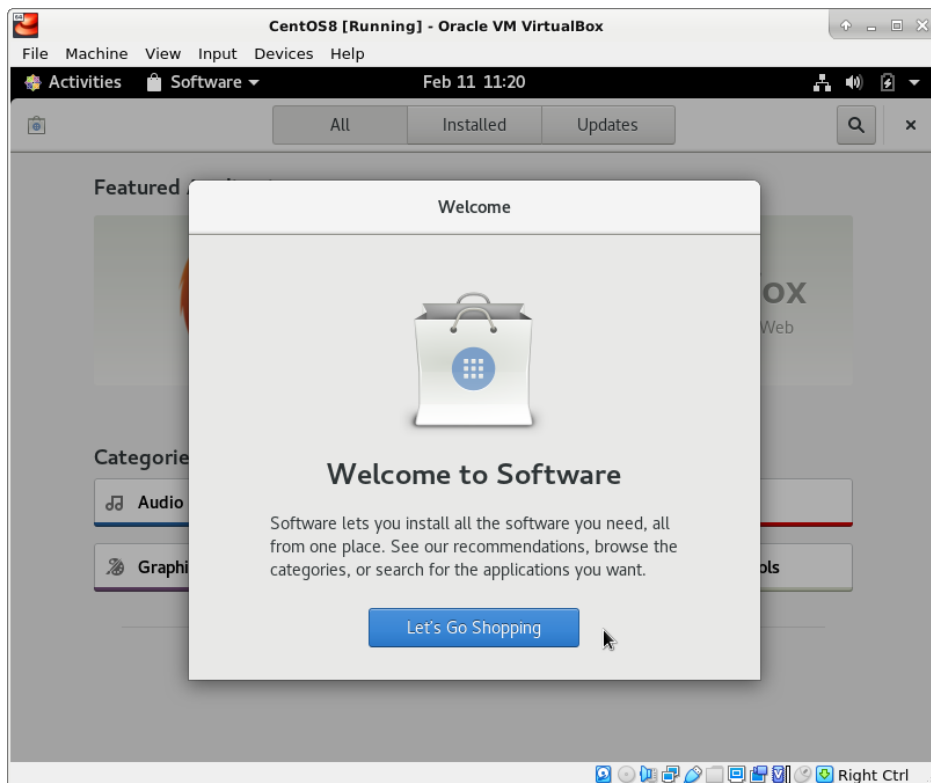 CentOS8 [Running] - Oracle VM VirtualBox
File Machine View Input Devices Help
Activities Software Feb 11 11:20
All Installed Updates
Featured
Welcome
ox
Web
Welcome to Software
Categorie
Audio
Software lets you install all the software you need, all
from one place. See our recommendations, browse the
categories, or search for the applications you want.
Graphi
ols
Let's Go Shopping
Right Ctrl